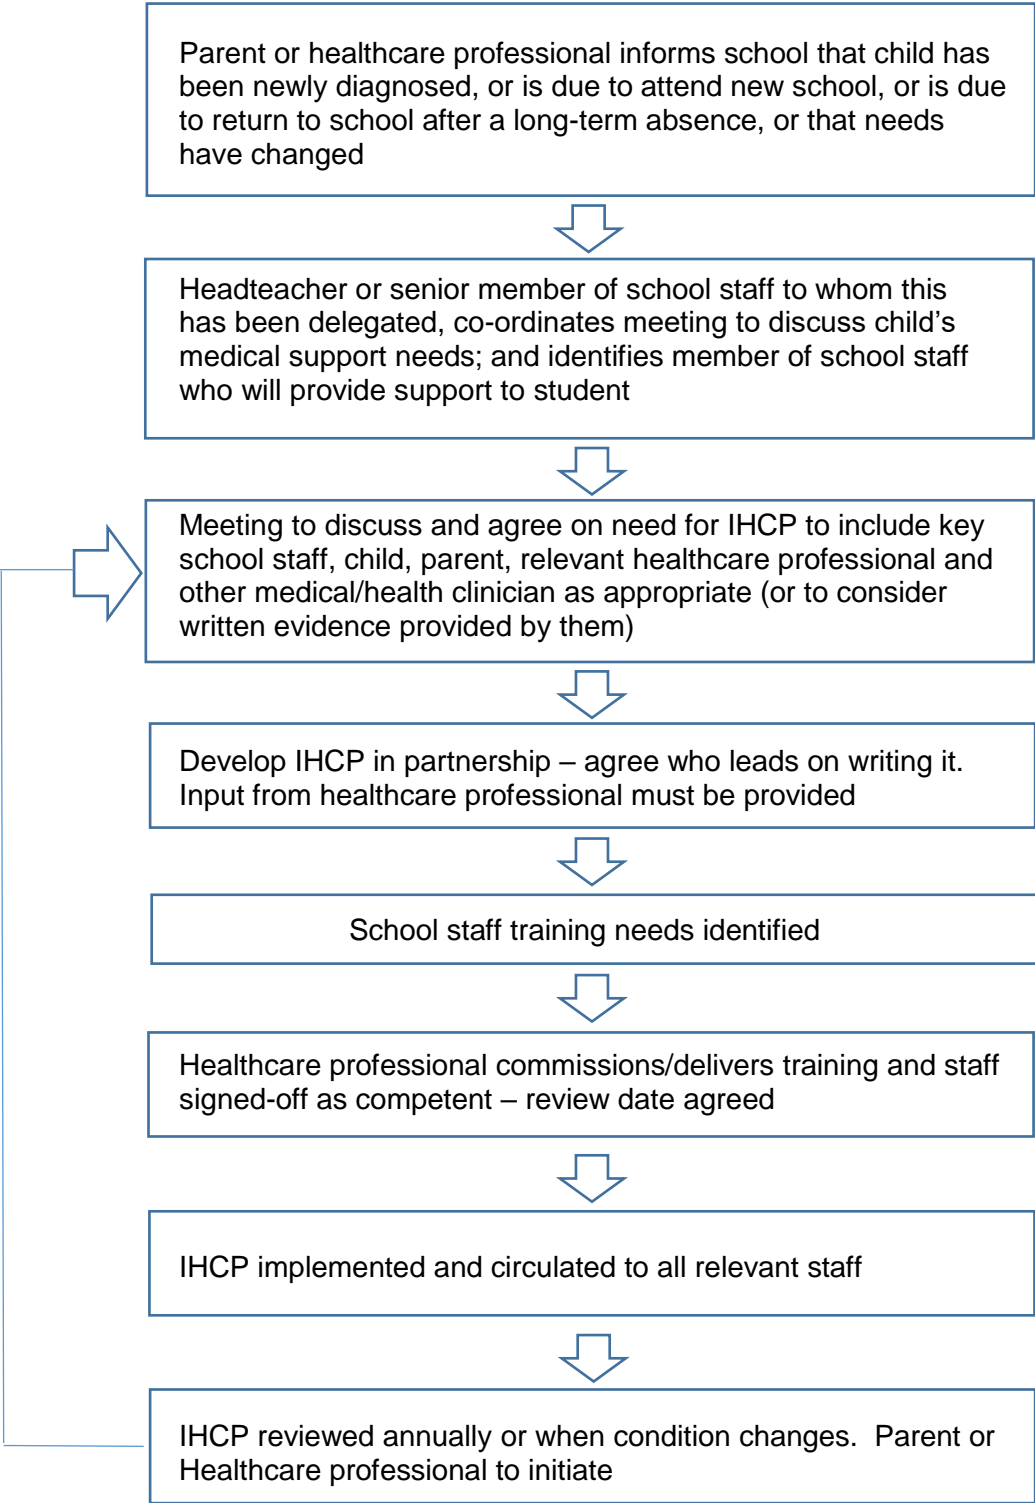 Parent or healthcare professional informs school that child has
been newly diagnosed, or is due to attend new school, or is due
to return to school after a long-term absence, or that needs
have changed
Headteacher or senior member of school staff to whom this
has been delegated, co-ordinates meeting to discuss child’s
medical support needs; and identifies member of school staff
who will provide support to student
Meeting to discuss and agree on need for IHCP to include key
school staff, child, parent, relevant healthcare professional and
other medical/health clinician as appropriate (or to consider
written evidence provided by them)
Develop IHCP in partnership – agree who leads on writing it.
Input from healthcare professional must be provided
School staff training needs identified
Healthcare professional commissions/delivers training and staff
signed-off as competent – review date agreed
IHCP implemented and circulated to all relevant staff
IHCP reviewed annually or when condition changes.  Parent or
Healthcare professional to initiate